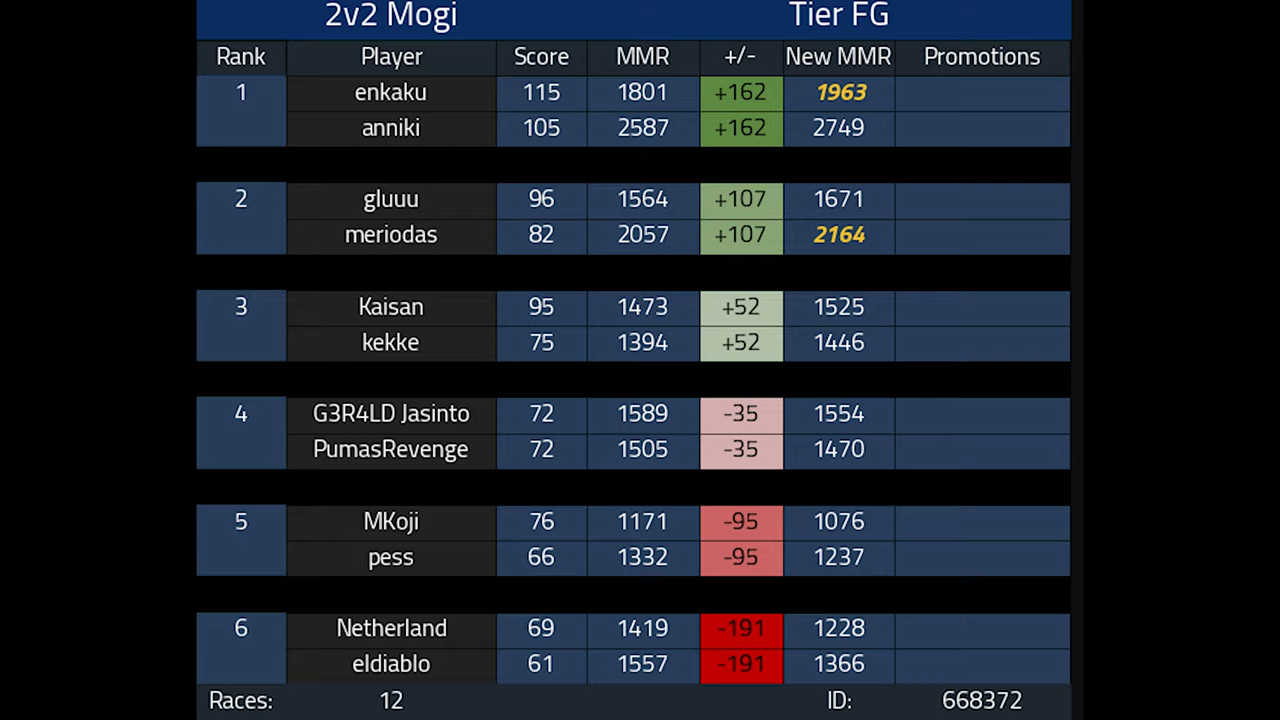 2v2 Mogi Tier FG
Rank Player Score MMR +/- New MMR Promotions
1 enkaku 115 1801 +162 1963
anniki 105 2587 +162 2749
2 gluuu 96 1564 +107 1671
meriodas 82 2057 +107 2164
3 Kaisan 95 1473 +52 1525
kekke 75 1394 +52 1446
4 G3R4LD Jasinto 72 1589 -35 1554
PumasRevenge 72 1505 -35 1470
5 MKoji 76 1171 -95 1076
pess 66 1332 -95 1237
6 Netherland 69 1419 -191 1228
eldiablo 61 1557 -191 1366
Races: 12 ID: 668372